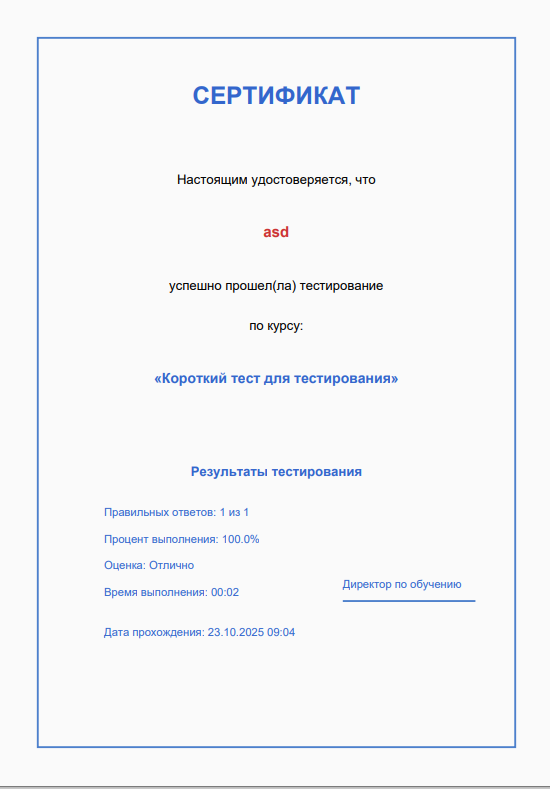 СЕРТИФИКАТ
Настоящим удостоверяется, что
asd
успешно прошел(ла) тестирование
по курсу:
«Короткий тест для тестирования»
Результаты тестирования
Правильных ответов: 1 из 1
Процент выполнения: 100.0%
Оценка: Отлично
Время выполнения: 00:02
Директор по обучению
Дата прохождения: 23.10.2025 09:04